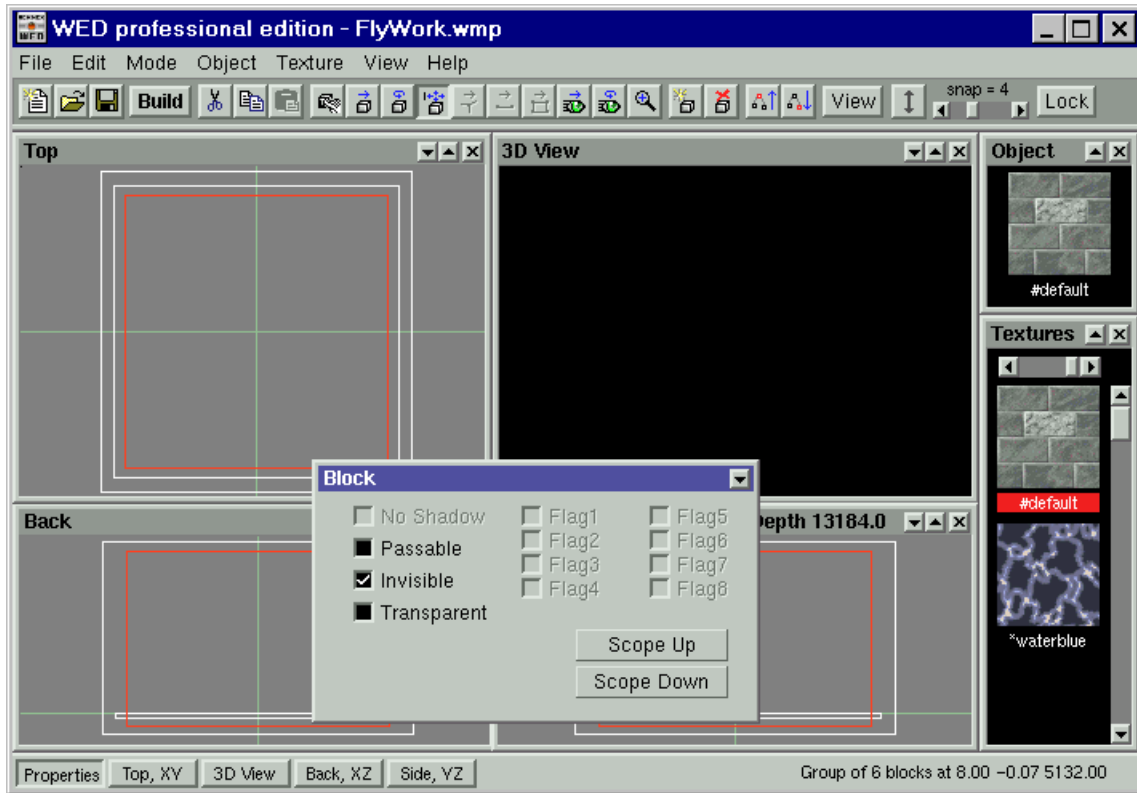 WED professional edition - FlyWork.wmp
File Edit Mode Object Texture View Help
Build
View
snap = 4
Lock
Top
3D View
Object
#default
Textures
#default
*waterblue
Block
No Shadow Flag1 Flag5
Passable Flag2 Flag6
Invisible Flag3 Flag7
Transparent Flag4 Flag8
Scope Up
Scope Down
Back
Depth 13184.0
Properties Top, XY 3D View Back, XZ Side, YZ
Group of 6 blocks at 8.00 -0.07 5132.00